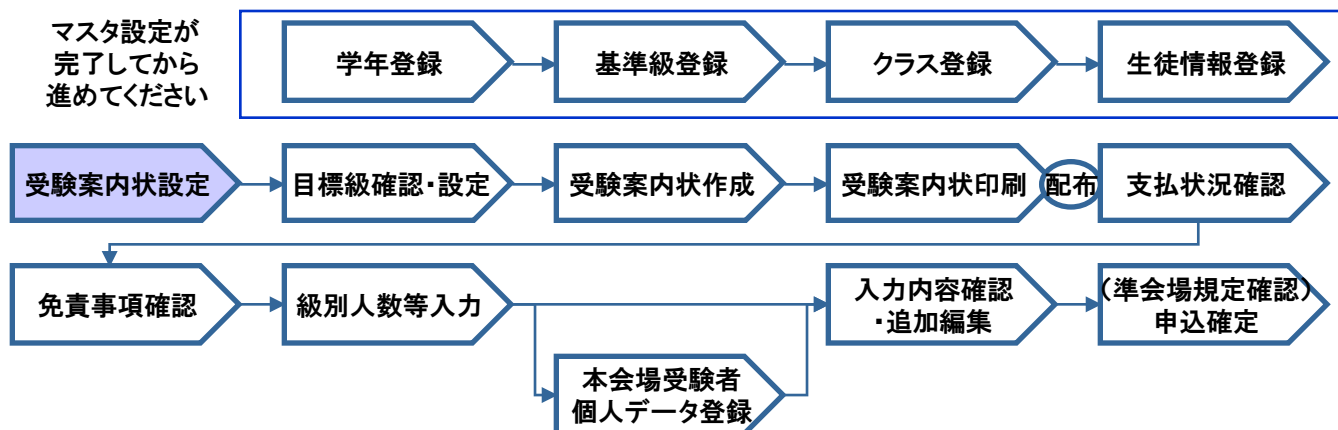 マスタ設定が
完了してから
進めてください
学年登録
基準級登録
クラス登録
生徒情報登録
受験案内状設定
目標級確認・設定
受験案内状作成
受験案内状印刷
配布
支払状況確認
免責事項確認
級別人数等入力
入力内容確認
・追加編集
（準会場規定確認）
申込確定
本会場受験者
個人データ登録